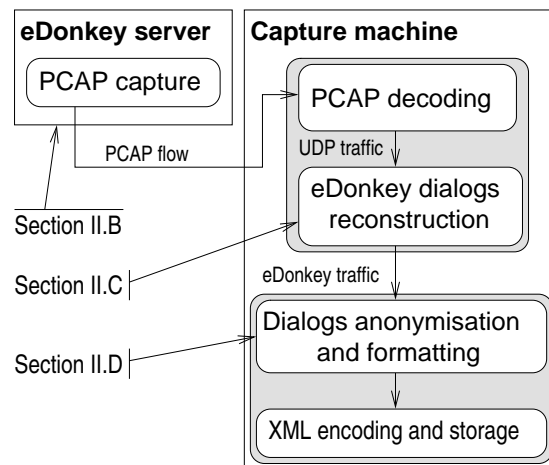 eDonkey server
PCAP capture
Capture machine
PCAP decoding
PCAP flow
UDP traffic
eDonkey dialogs
reconstruction
Section II.B
Section II.C
eDonkey traffic
Dialogs anonymisation
and formatting
Section II.D
XML encoding and storage